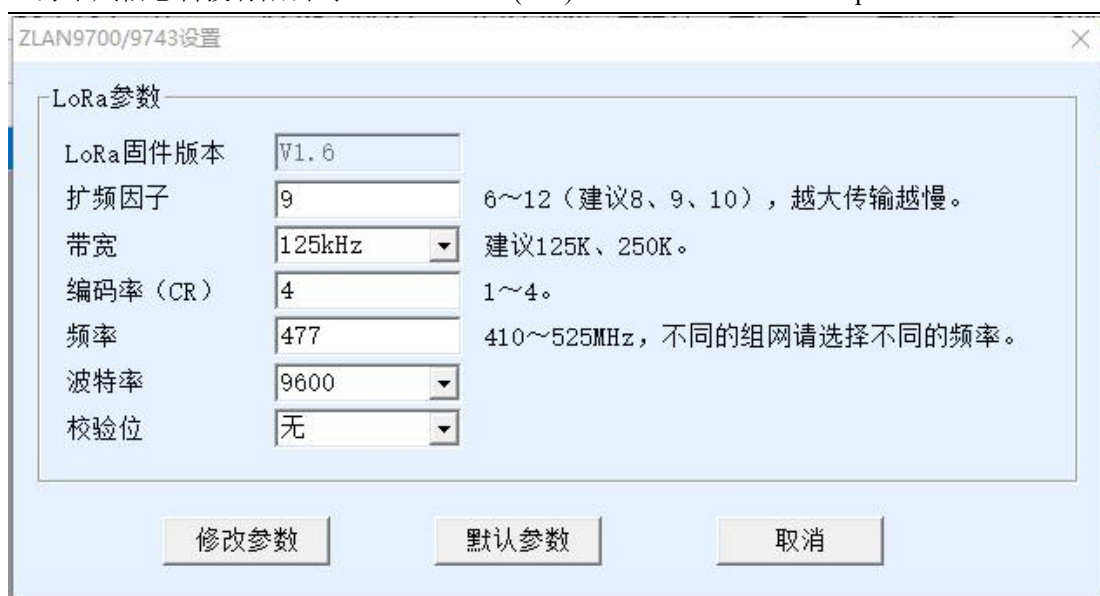 ZLAN9700/9743设置
LoRa参数
LoRa固件版本 V1.6
扩频因子 9 6～12（建议8、9、10），越大传输越慢。
带宽 125kHz 建议125K、250K。
编码率（CR） 4 1～4。
频率 477 410～525MHz，不同的组网请选择不同的频率。
波特率 9600
校验位 无
修改参数 默认参数 取消